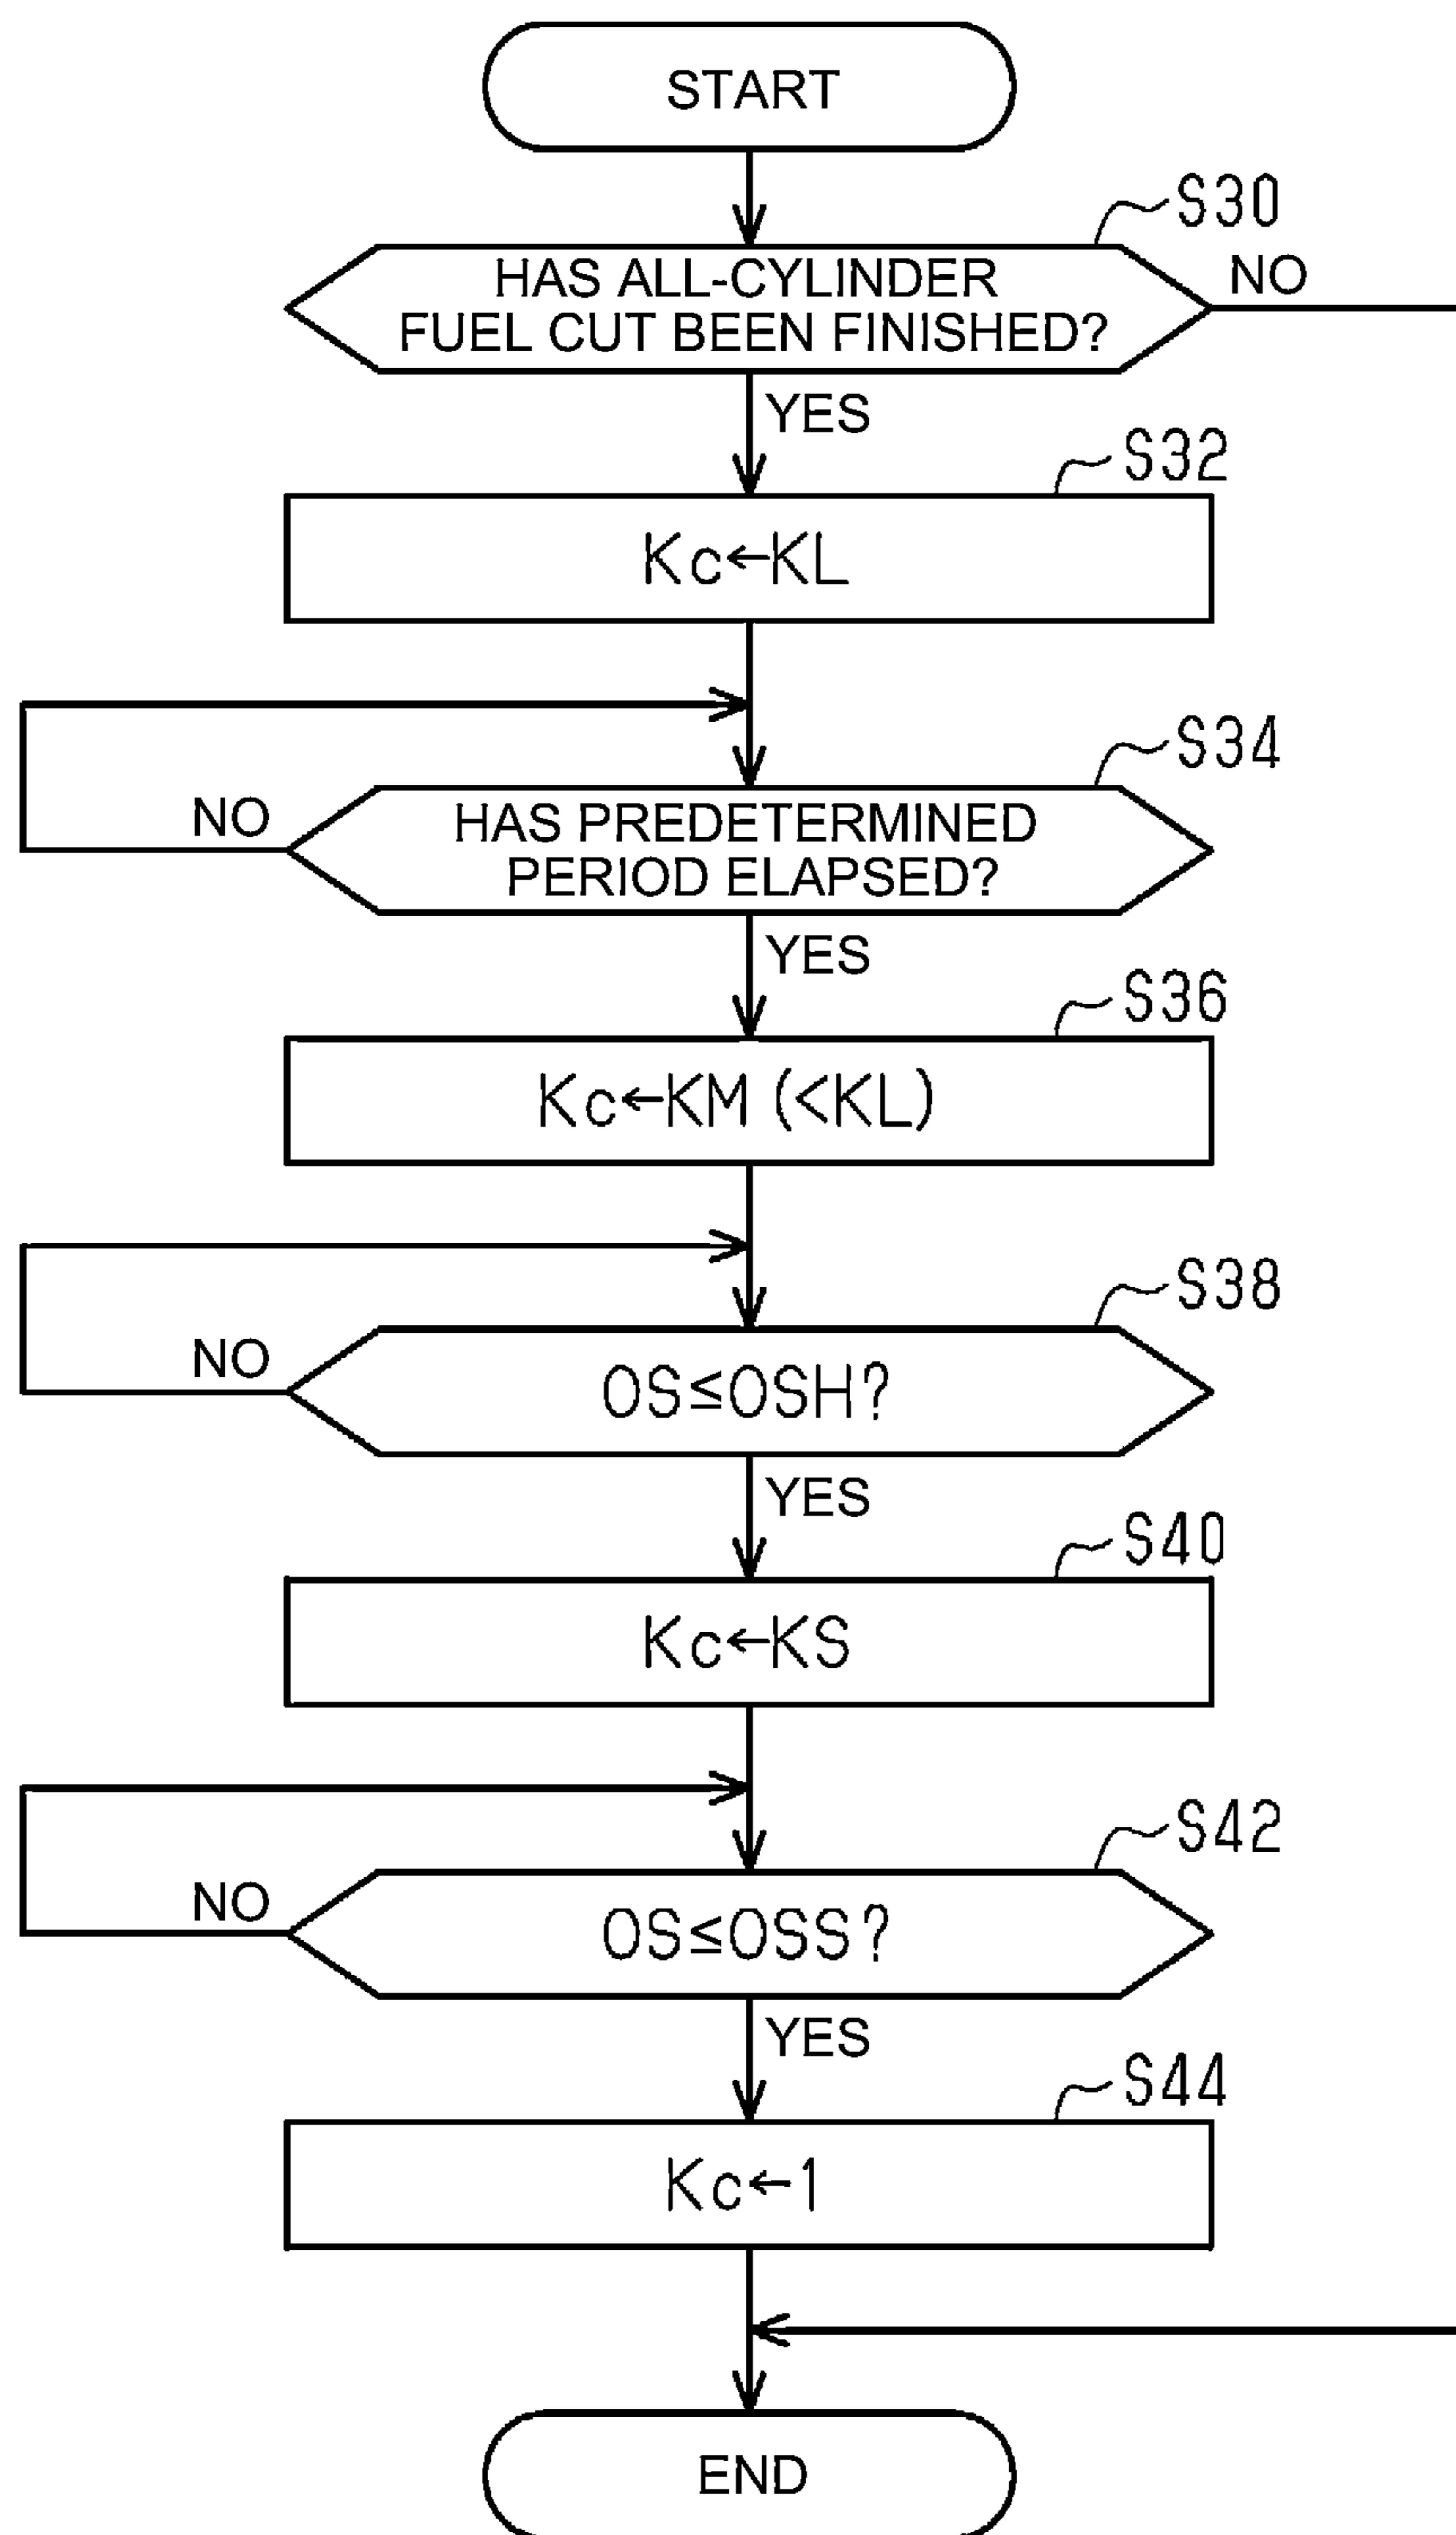 START
S30
HAS ALL-CYLINDER
FUEL CUT BEEN FINISHED?
NO
YES
S32
Kc←KL
S34
NO
HAS PREDETERMINED
PERIOD ELAPSED?
YES
S36
Kc←KM (<KL)
S38
NO
OS≤OSH?
YES
S40
Kc←KS
S42
NO
OS≤OSS?
YES
S44
Kc←1
END